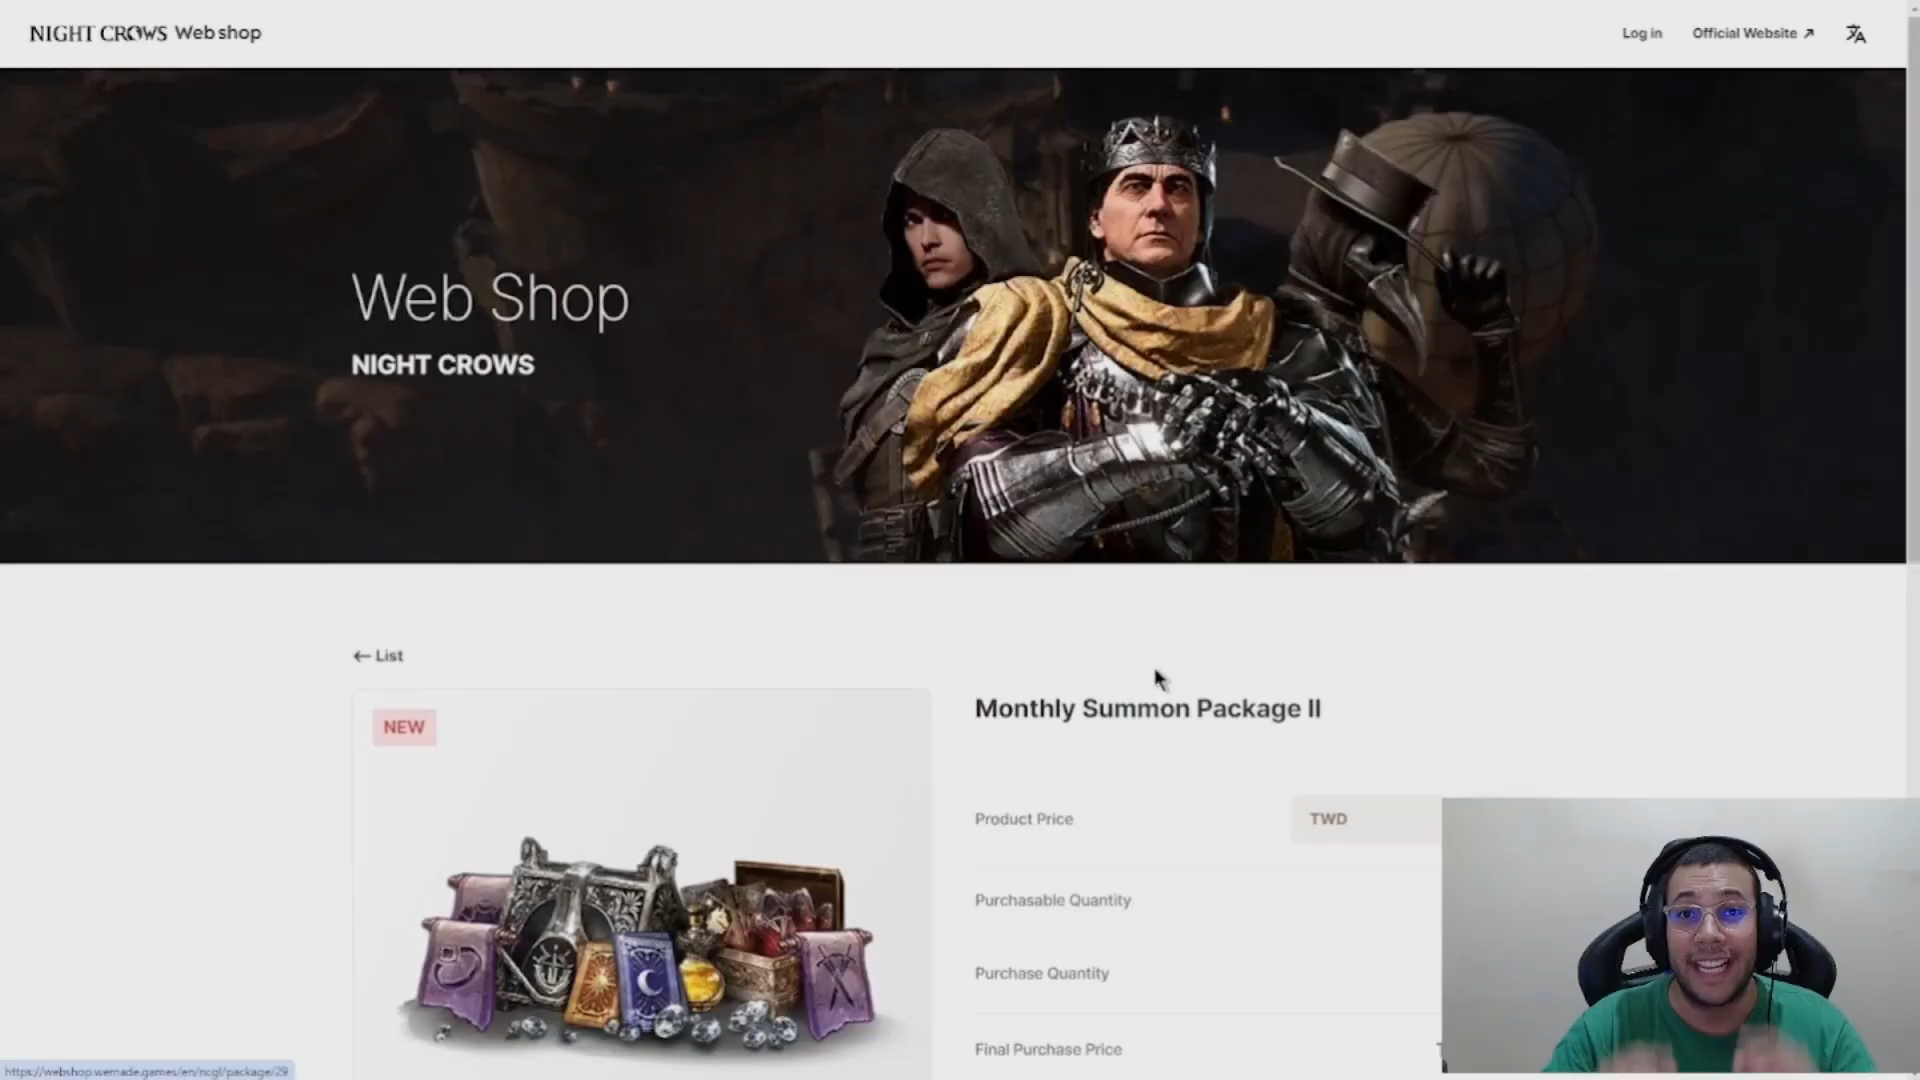 NIGHT CROWS Web shop
Log in
Official Website ↗
Web Shop
NIGHT CROWS
← List
NEW
Monthly Summon Package II
Product Price
TWD
Purchasable Quantity
Purchase Quantity
Final Purchase Price
https://webshop.wemade.games/en/ncgl/package/29